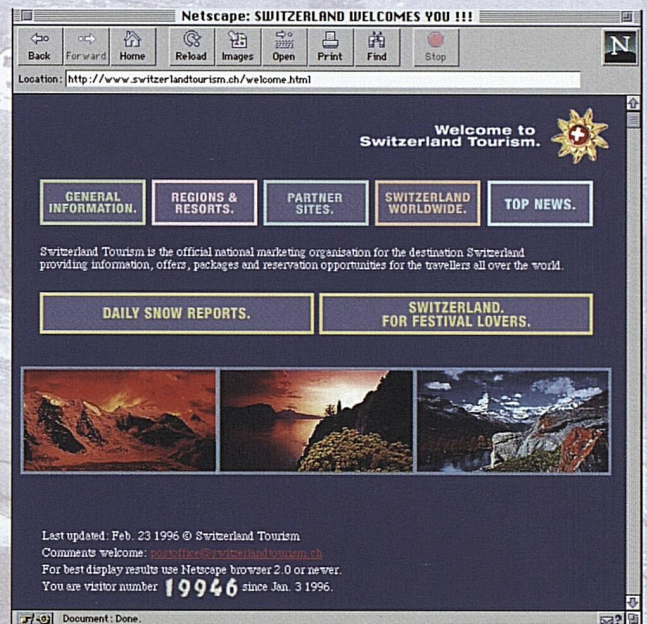 Netscape: SWITZERLAND WELCOMES YOU !!!
Back Forward Home Reload Images Open Print Find Stop
N
Location: http://www.switzerlandtourism.ch/welcome.html
Welcome to
Switzerland Tourism.
GENERAL
INFORMATION.
REGIONS &
RESORTS.
PARTNER
SITES.
SWITZERLAND
WORLDWIDE.
TOP NEWS.
Switzerland Tourism is the official national marketing organisation for the destination Switzerland
providing information, offers, packages and reservation opportunities for the travellers all over the world.
DAILY SNOW REPORTS.
SWITZERLAND.
FOR FESTIVAL LOVERS.
Last updated: Feb. 23 1996 © Switzerland Tourism
Comments welcome: postoffice@switzerlandtourism.ch
For best display results use Netscape browser 2.0 or newer.
You are visitor number 19946 since Jan. 3 1996.
Document: Done.
?